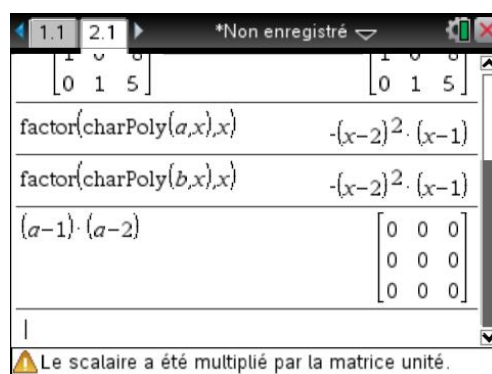 1.1 2.1 *Non enregistré
[0 1 5] [0 1 5]
factor(charPoly(a,x),x) -(x-2)²·(x-1)
factor(charPoly(b,x),x) -(x-2)²·(x-1)
(a-1)·(a-2) [0 0 0
0 0 0
0 0 0]
Le scalaire a été multiplié par la matrice unité.